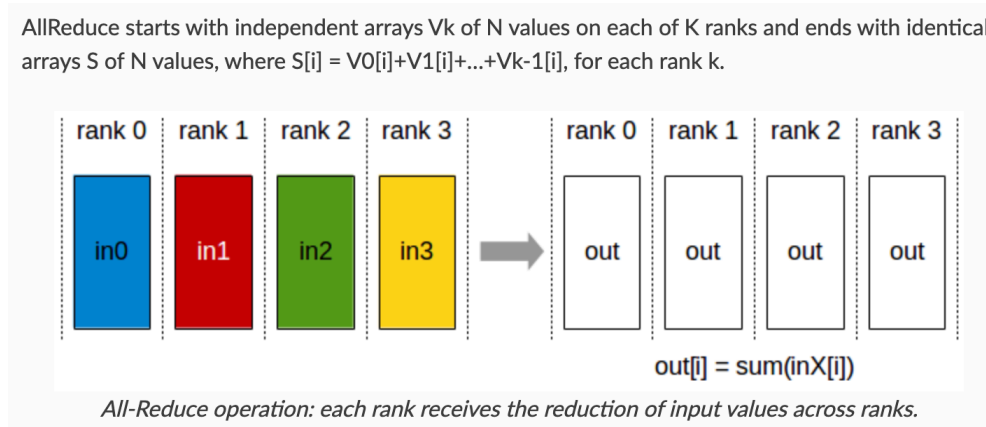 AllReduce starts with independent arrays Vk of N values on each of K ranks and ends with identical
arrays S of N values, where S[i] = V0[i]+V1[i]+...+Vk-1[i], for each rank k.
rank 0 rank 1 rank 2 rank 3 rank 0 rank 1 rank 2 rank 3
in0 in1 in2 in3 out out out out
out[i] = sum(inX[i])
All-Reduce operation: each rank receives the reduction of input values across ranks.